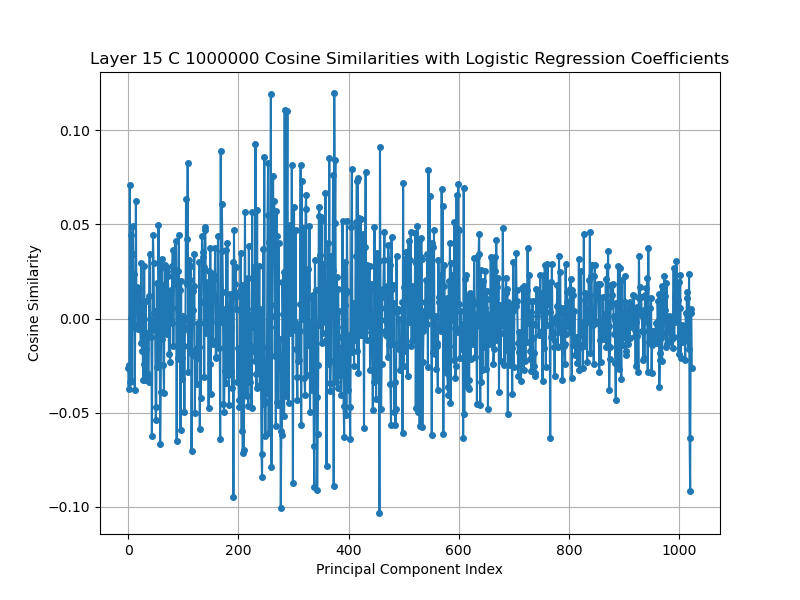 Layer 15 C 1000000 Cosine Similarities with Logistic Regression Coefficients
0.10
0.05
0.00
−0.05
−0.10
Cosine Similarity
0 200 400 600 800 1000
Principal Component Index